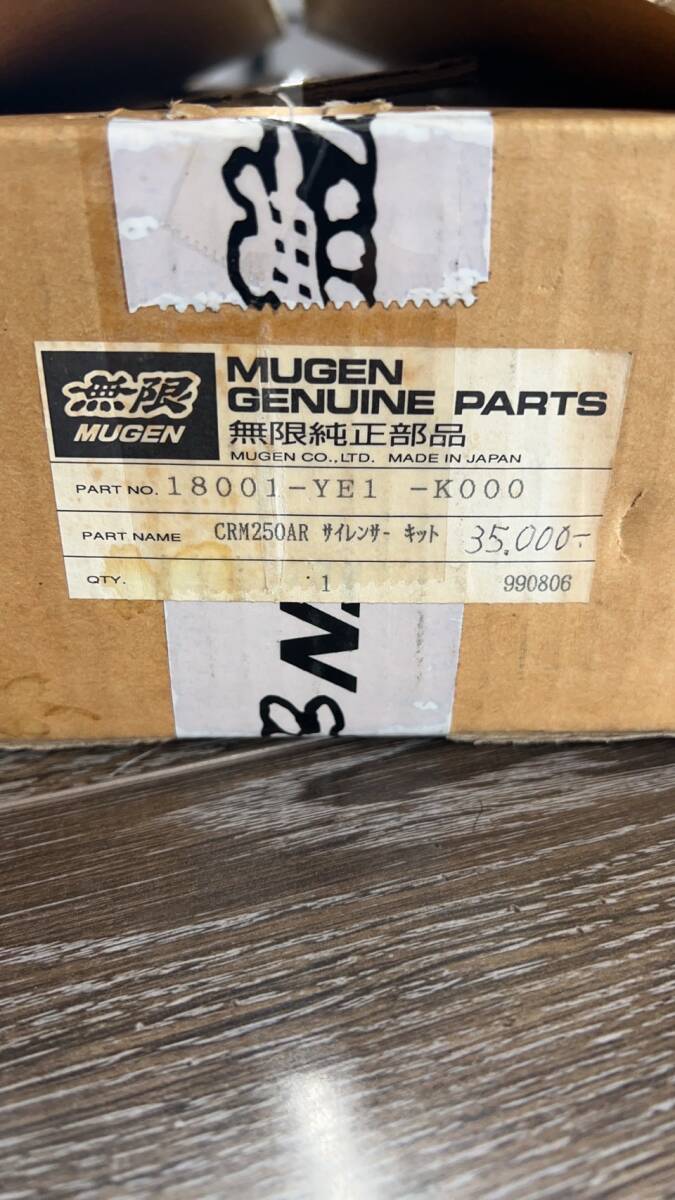 無限
MUGEN
MUGEN
GENUINE PARTS
無限純正部品
MUGEN CO.,LTD. MADE IN JAPAN
PART NO. 18001-YE1 -K000
PART NAME CRM250AR サイレンサー キット 35.000-
QTY. 1 990806